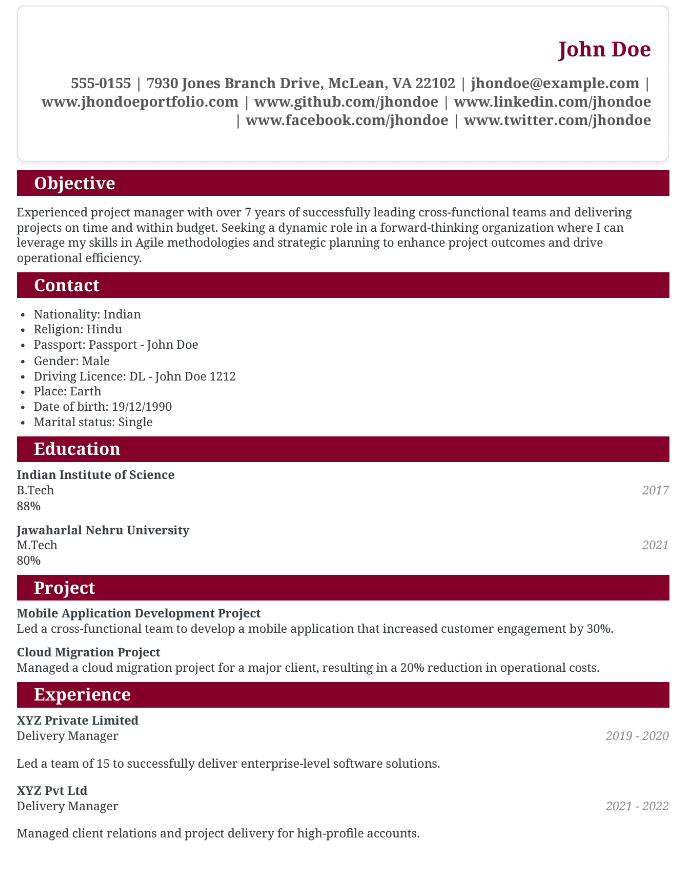 John Doe
555-0155 | 7930 Jones Branch Drive, McLean, VA 22102 | jhondoe@example.com |
www.jhondoeportfolio.com | www.github.com/jhondoe | www.linkedin.com/jhondoe
| www.facebook.com/jhondoe | www.twitter.com/jhondoe
Objective
Experienced project manager with over 7 years of successfully leading cross-functional teams and delivering
projects on time and within budget. Seeking a dynamic role in a forward-thinking organization where I can
leverage my skills in Agile methodologies and strategic planning to enhance project outcomes and drive
operational efficiency.
Contact
• Nationality: Indian
• Religion: Hindu
• Passport: Passport - John Doe
• Gender: Male
• Driving Licence: DL - John Doe 1212
• Place: Earth
• Date of birth: 19/12/1990
• Marital status: Single
Education
Indian Institute of Science
B.Tech 2017
88%
Jawaharlal Nehru University
M.Tech 2021
80%
Project
Mobile Application Development Project
Led a cross-functional team to develop a mobile application that increased customer engagement by 30%.
Cloud Migration Project
Managed a cloud migration project for a major client, resulting in a 20% reduction in operational costs.
Experience
XYZ Private Limited
Delivery Manager 2019 - 2020
Led a team of 15 to successfully deliver enterprise-level software solutions.
XYZ Pvt Ltd
Delivery Manager 2021 - 2022
Managed client relations and project delivery for high-profile accounts.